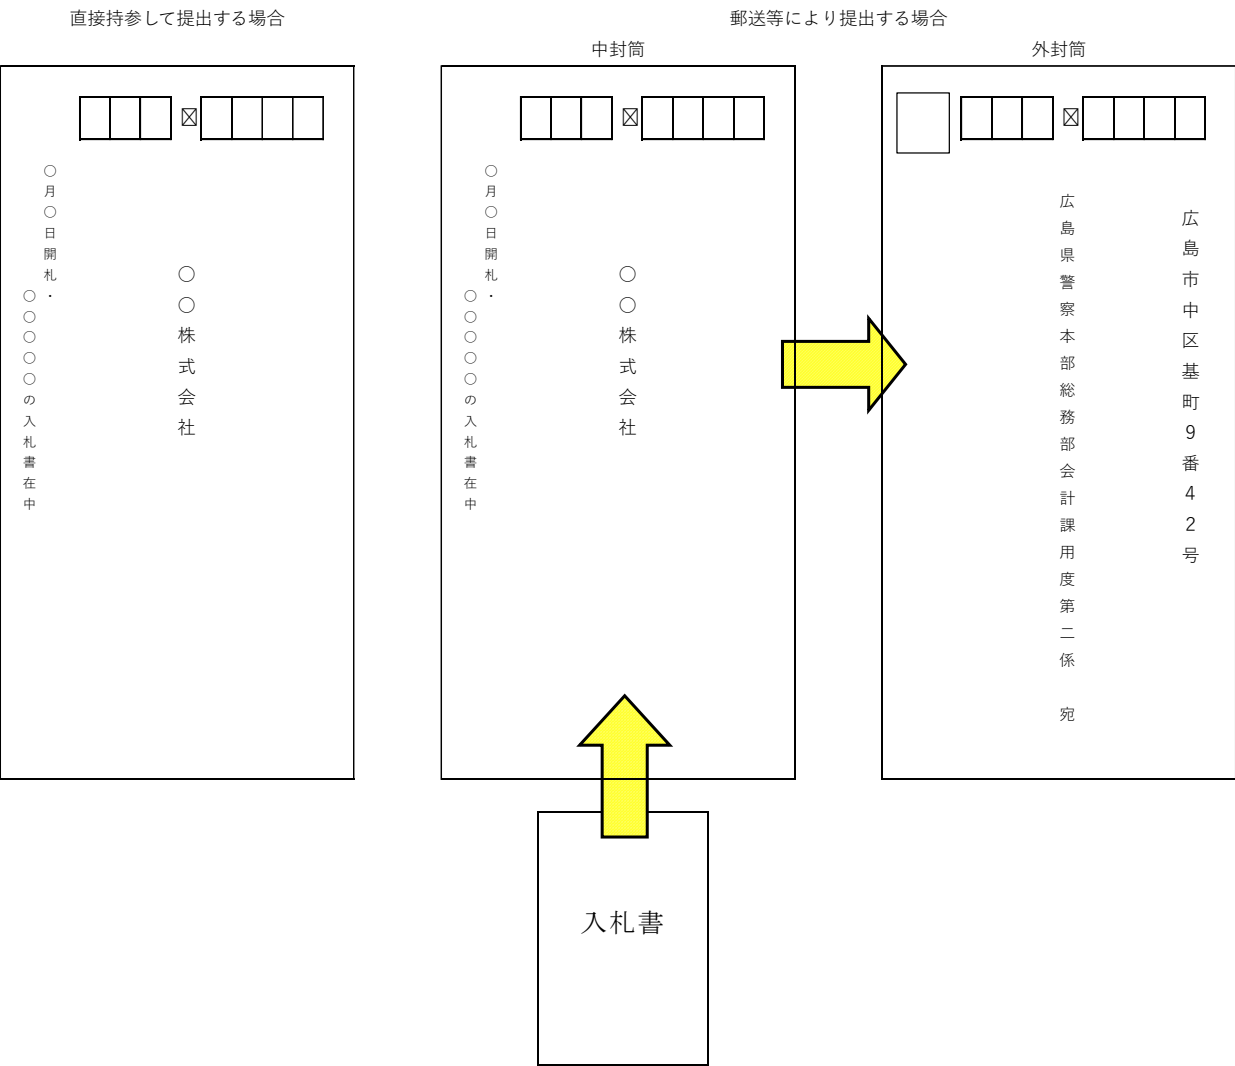 直接持参して提出する場合
郵送等により提出する場合
中封筒
外封筒
〇〇株式会社
〇月〇日開札・
〇〇〇〇〇の入札書在中
〇〇株式会社
〇月〇日開札・
〇〇〇〇〇の入札書在中
広島市中区基町9番42号
広島県警察本部総務部会計課用度第二係　宛
入札書